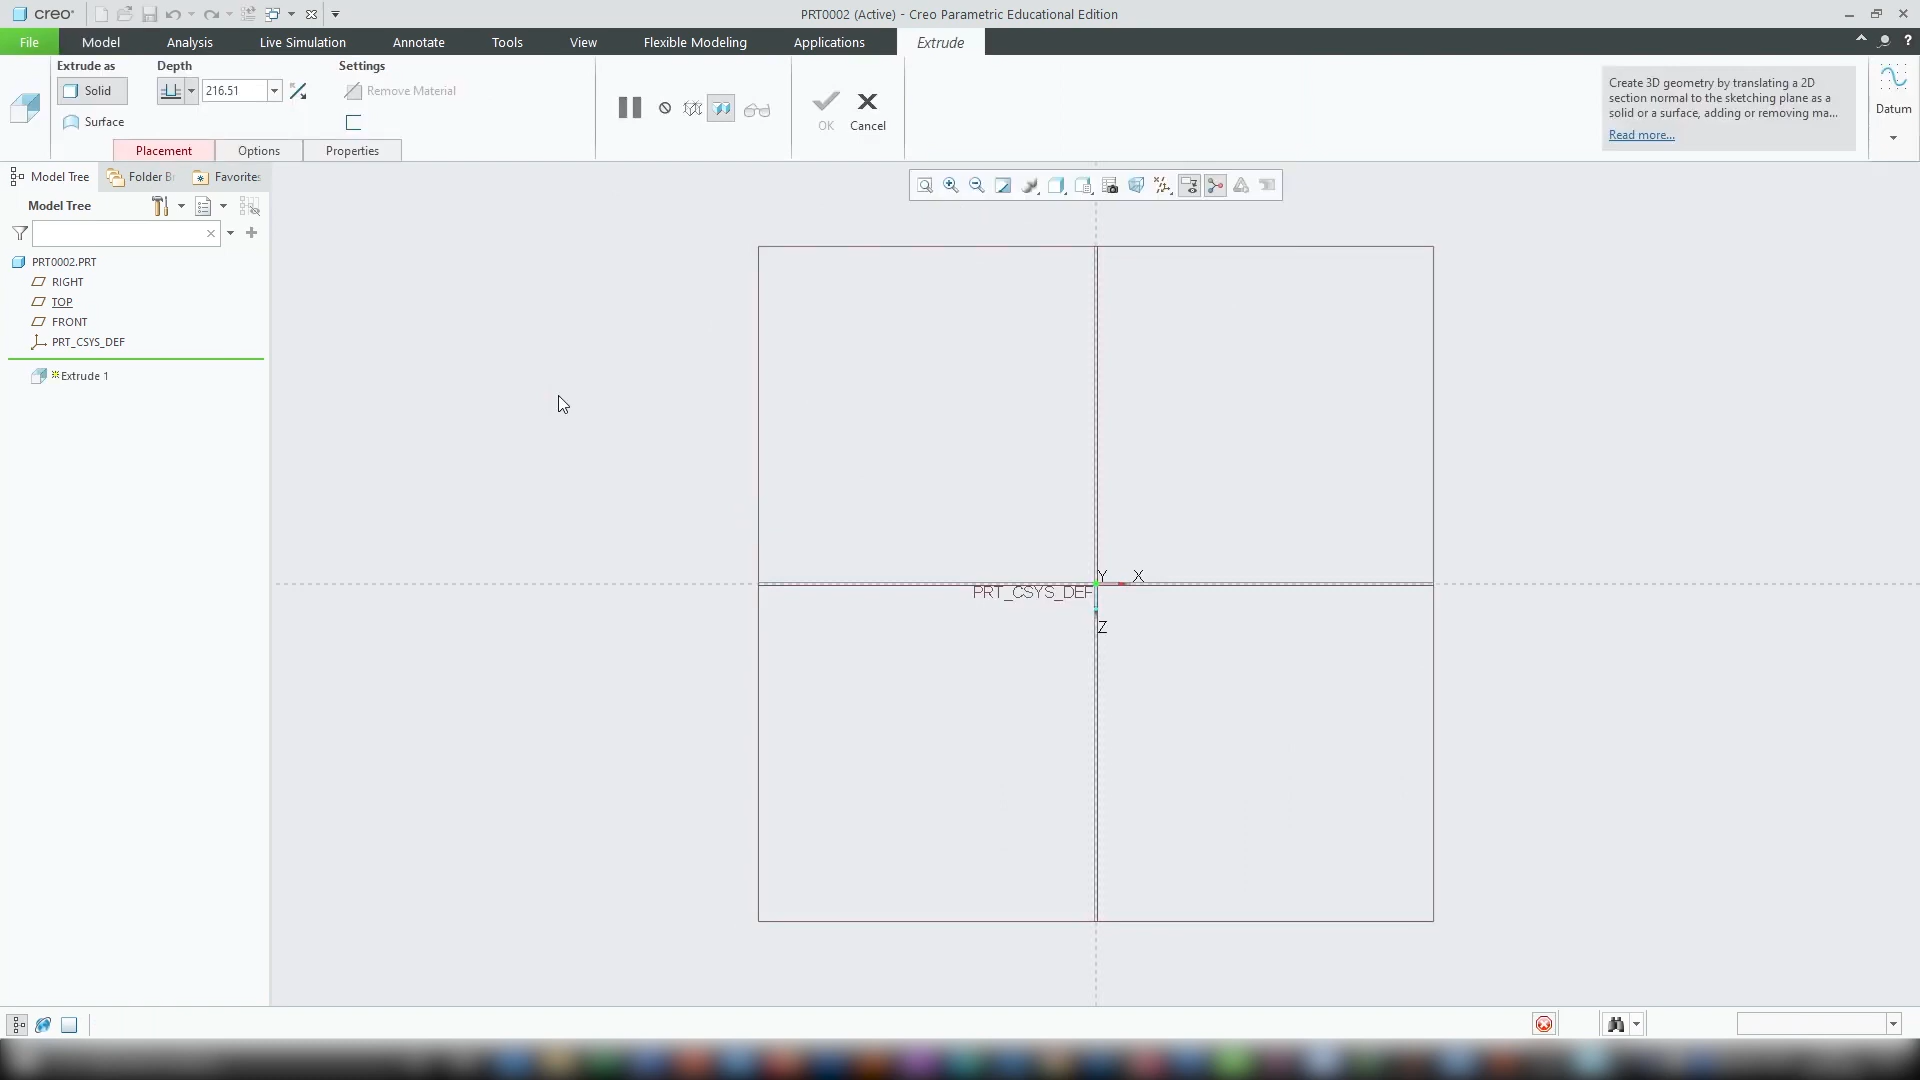 creo
PRT0002 (Active) - Creo Parametric Educational Edition
File
Model
Analysis
Live Simulation
Annotate
Tools
View
Flexible Modeling
Applications
Extrude
?
Extrude as
Depth
Settings
Solid
216.51
Remove Material
Surface
OK
Cancel
Placement
Options
Properties
Create 3D geometry by translating a 2D
section normal to the sketching plane as a
solid or a surface, adding or removing ma...
Read more...
Datum
Model Tree
Folder Br
Favorites
Model Tree
PRT0002.PRT
RIGHT
TOP
FRONT
PRT_CSYS_DEF
Extrude 1
Y
X
PRT_CSYS_DEF
Z